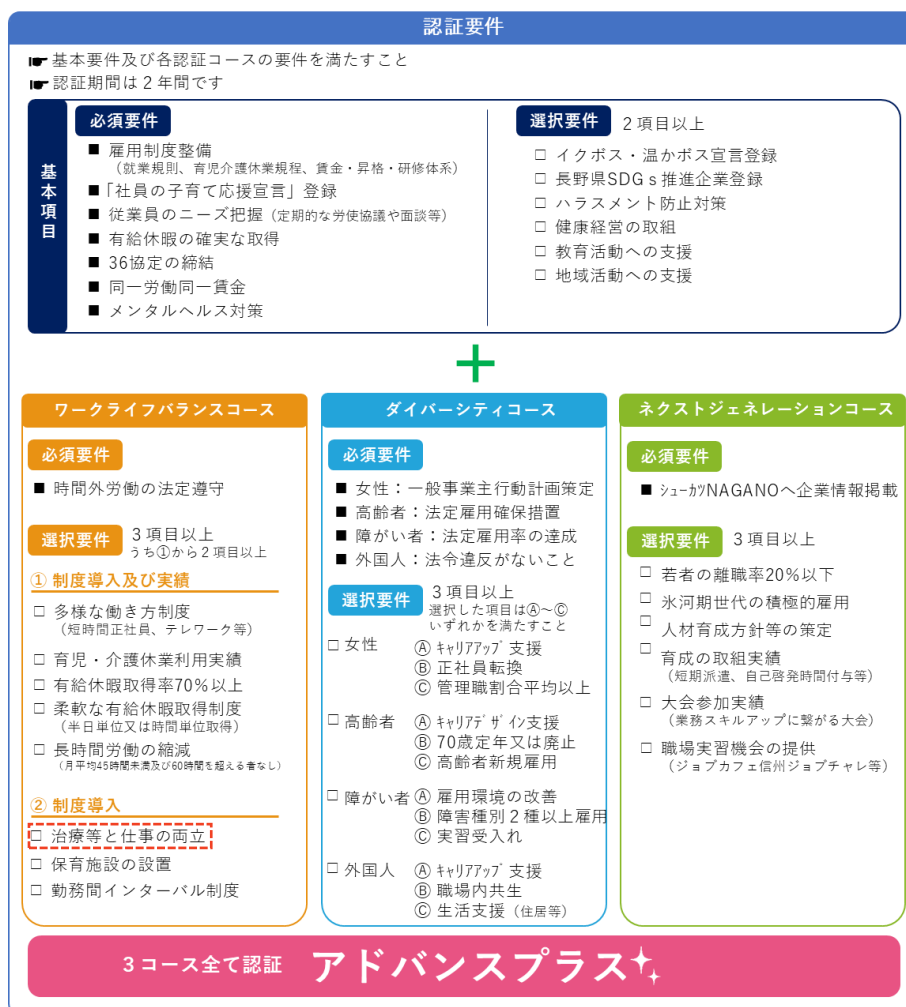 認証要件
☛ 基本要件及び各認証コースの要件を満たすこと
☛ 認証期間は２年間です
基本項目
必須要件
■ 雇用制度整備
（就業規則、育児介護休業規程、賃金・昇格・研修体系）
■ 「社員の子育て応援宣言」登録
■ 従業員のニーズ把握（定期的な労使協議や面談等）
■ 有給休暇の確実な取得
■ 36協定の締結
■ 同一労働同一賃金
■ メンタルヘルス対策
選択要件 ２項目以上
□ イクボス・温かボス宣言登録
□ 長野県SDGｓ推進企業登録
□ ハラスメント防止対策
□ 健康経営の取組
□ 教育活動への支援
□ 地域活動への支援
＋
ワークライフバランスコース
必須要件
■ 時間外労働の法定遵守
選択要件 ３項目以上
うち①から２項目以上
① 制度導入及び実績
□ 多様な働き方制度
（短時間正社員、テレワーク等）
□ 育児・介護休業利用実績
□ 有給休暇取得率70％以上
□ 柔軟な有給休暇取得制度
（半日単位又は時間単位取得）
□ 長時間労働の縮減
（月平均45時間未満及び60時間を超える者なし）
② 制度導入
□ 治療等と仕事の両立
□ 保育施設の設置
□ 勤務間インターバル制度
ダイバーシティコース
必須要件
■ 女性：一般事業主行動計画策定
■ 高齢者：法定雇用確保措置
■ 障がい者：法定雇用率の達成
■ 外国人：法令違反がないこと
選択要件 ３項目以上
選択した項目はⒶ～Ⓒ
いずれかを満たすこと
□ 女性 Ⓐ ｷｬﾘｱｱｯﾌﾟ支援
Ⓑ 正社員転換
Ⓒ 管理職割合平均以上
□ 高齢者 Ⓐ ｷｬﾘｱﾃﾞｻﾞｲﾝ支援
Ⓑ 70歳定年又は廃止
Ⓒ 高齢者新規雇用
□ 障がい者 Ⓐ 雇用環境の改善
Ⓑ 障害種別２種以上雇用
Ⓒ 実習受入れ
□ 外国人 Ⓐ ｷｬﾘｱｱｯﾌﾟ支援
Ⓑ 職場内共生
Ⓒ 生活支援（住居等）
ネクストジェネレーションコース
必須要件
■ ｼｭｰｶﾂNAGANOへ企業情報掲載
選択要件 ３項目以上
□ 若者の離職率20％以下
□ 氷河期世代の積極的雇用
□ 人材育成方針等の策定
□ 育成の取組実績
（短期派遣、自己啓発時間付与等）
□ 大会参加実績
（業務スキルアップに繋がる大会）
□ 職場実習機会の提供
（ジョブカフェ信州ジョブチャレ等）
３コース全て認証 アドバンスプラス